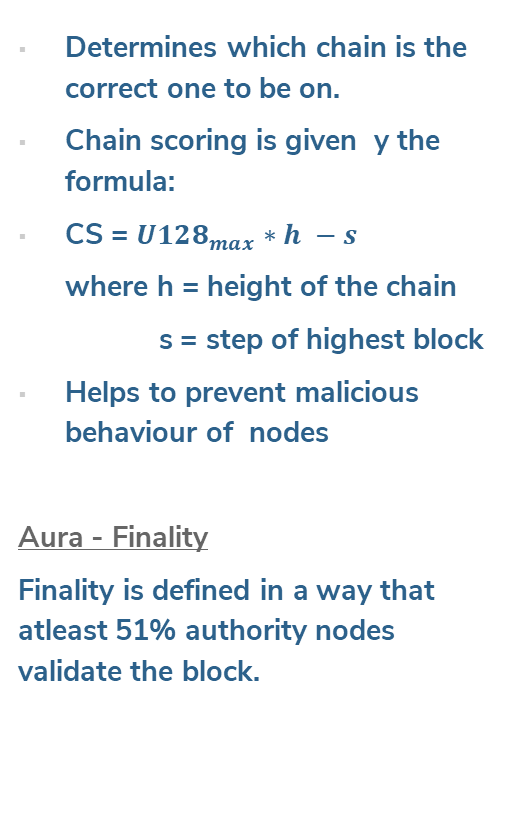 Determines which chain is the
correct one to be on.
Chain scoring is given  y the
formula:
CS = 𝑼𝟏𝟐𝟖𝒎𝒂𝒙 ∗ 𝒉 − 𝒔
where h = height of the chain
s = step of highest block
Helps to prevent malicious
behaviour of  nodes
Aura - Finality
Finality is defined in a way that
atleast 51% authority nodes
validate the block.